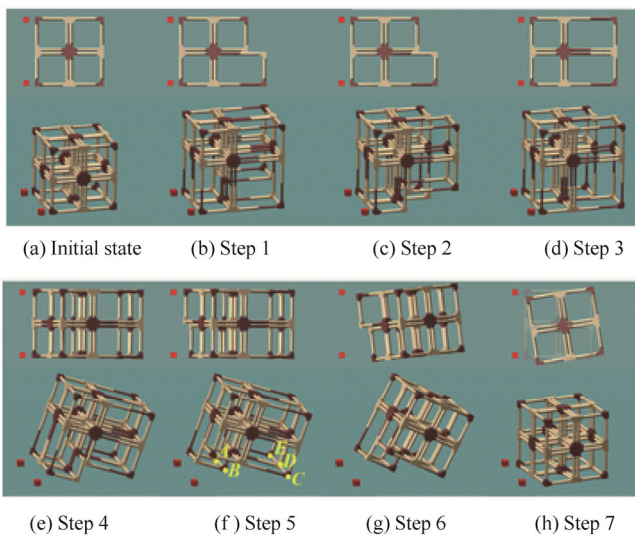 (a) Initial state
(b) Step 1
(c) Step 2
(d) Step 3
A
B
E
D
C
(e) Step 4
(f) Step 5
(g) Step 6
(h) Step 7